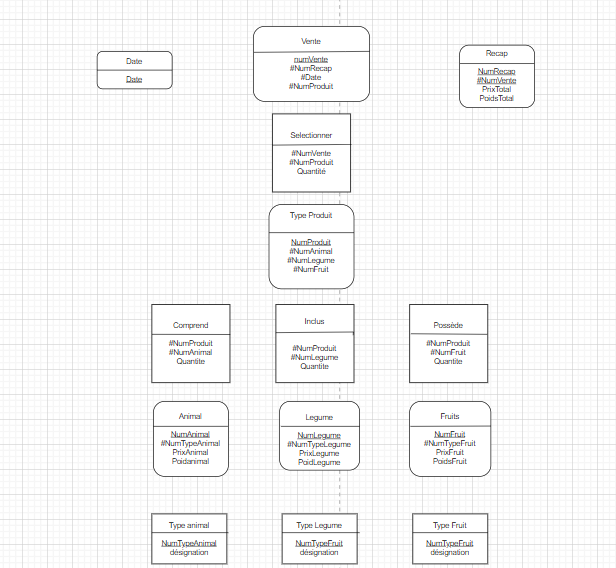 Date
Date
Vente
numVente
#NumRecap
#Date
#NumProduit
Recap
NumRecap
#NumVente
PrixTotal
PoidsTotal
Selectionner
#NumVente
#NumProduit
Quantité
Type Produit
NumProduit
#NumAnimal
#NumLegume
#NumFruit
Comprend
#NumProduit
#NumAnimal
Quantite
Inclus
#NumProduit
#NumLegume
Quantite
Possède
#NumProduit
#NumFruit
Quantite
Animal
NumAnimal
#NumTypeAnimal
PrixAnimal
Poidanimal
Legume
NumLegume
#NumTypeLegume
PrixLegume
PoidLegume
Fruits
NumFruit
#NumTypeFruit
PrixFruit
PoidsFruit
Type animal
NumTypeAnimal
désignation
Type Legume
NumTypeFruit
désignation
Type Fruit
NumTypeFruit
désignation